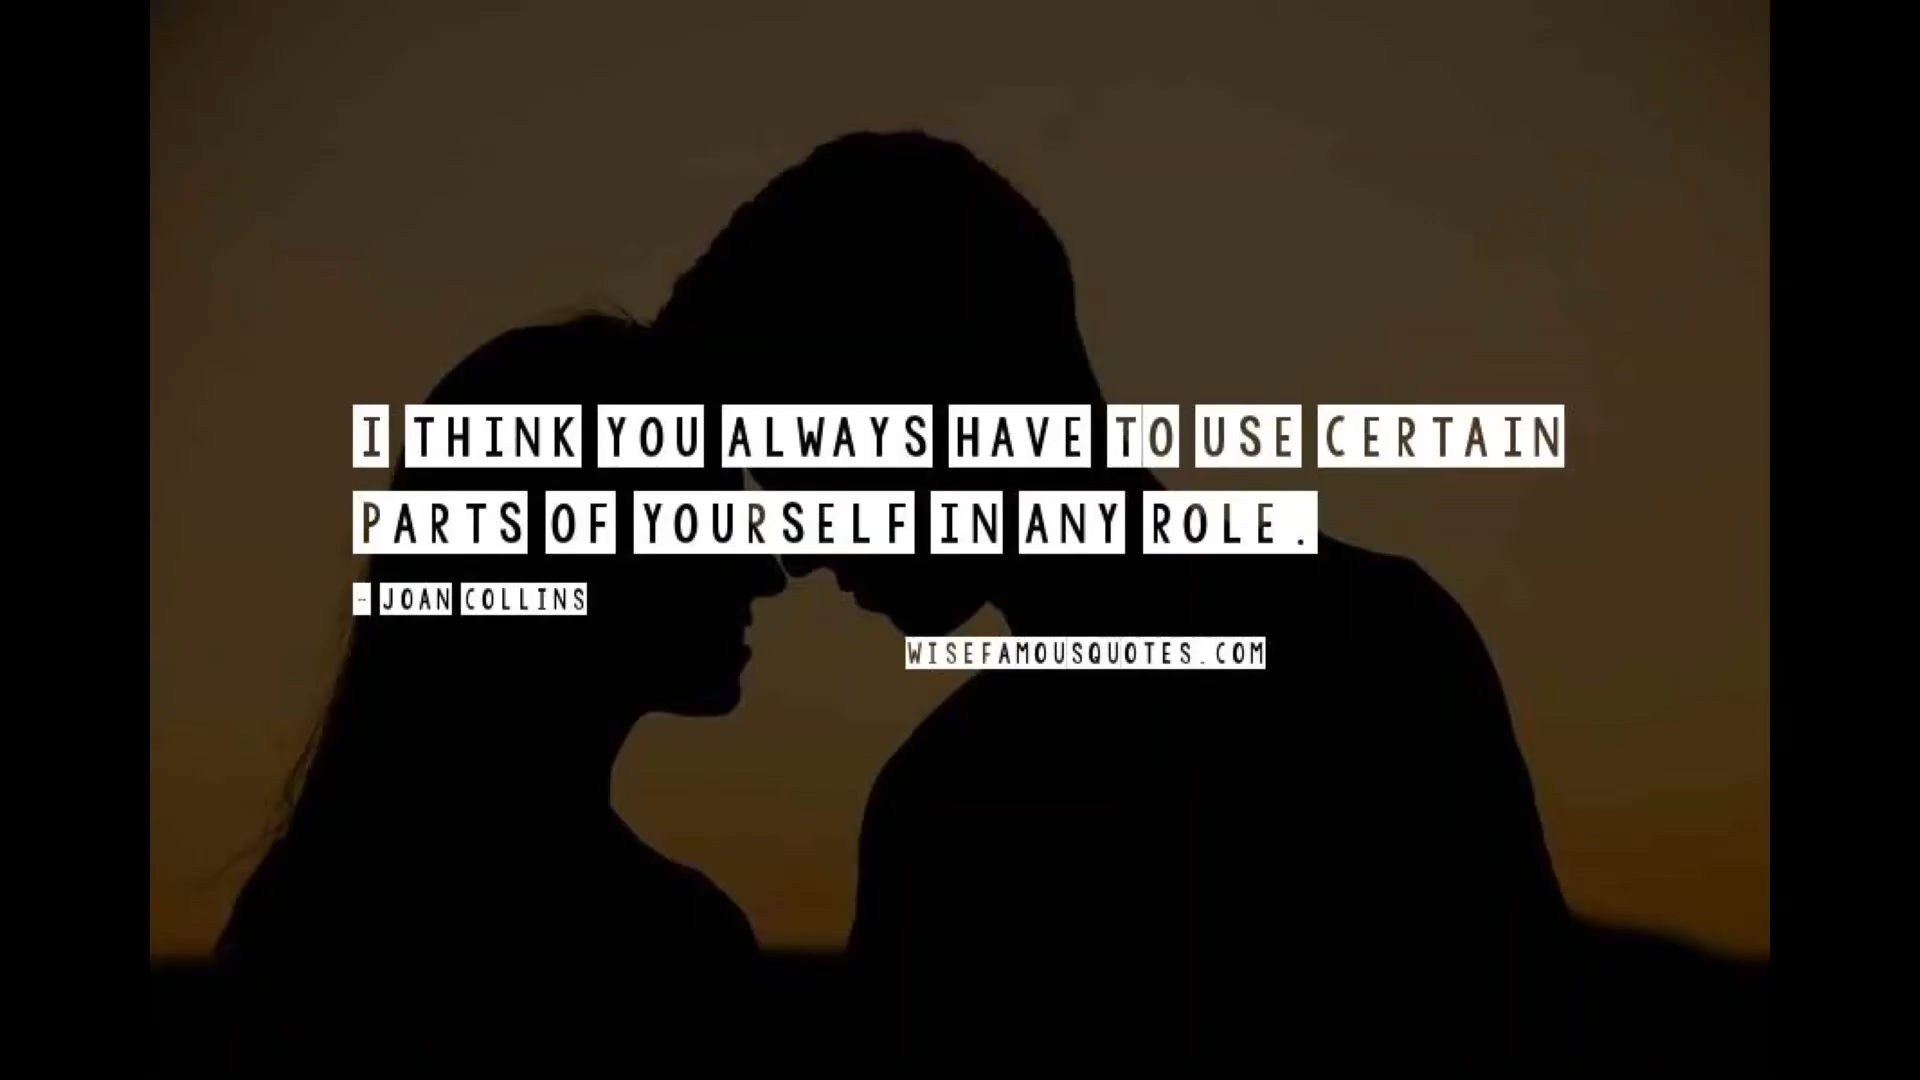 I THINK YOU ALWAYS HAVE TO USE CERTAIN
PARTS OF YOURSELF IN ANY ROLE.
- JOAN COLLINS
WISEFAMOUSQUOTES.COM